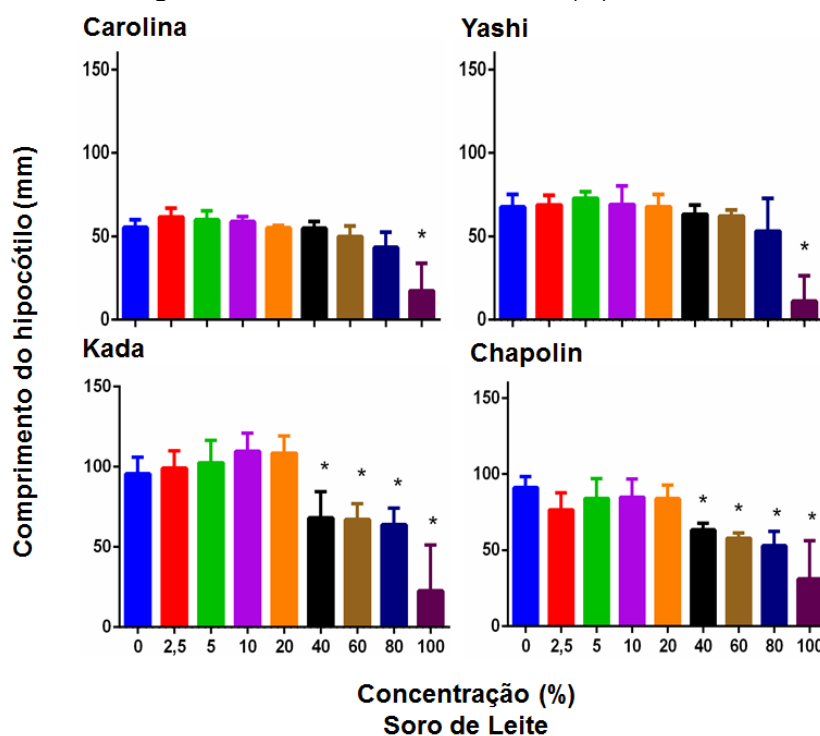 Carolina
Yashi
Comprimento do hipocótilo (mm)
150
100
50
0
*
150
100
50
0
*
Kada
Chapolin
150
100
50
0
* * * *
0 2,5 5 10 20 40 60 80 100
150
100
50
0
* * * *
0 2,5 5 10 20 40 60 80 100
Concentração (%)
Soro de Leite